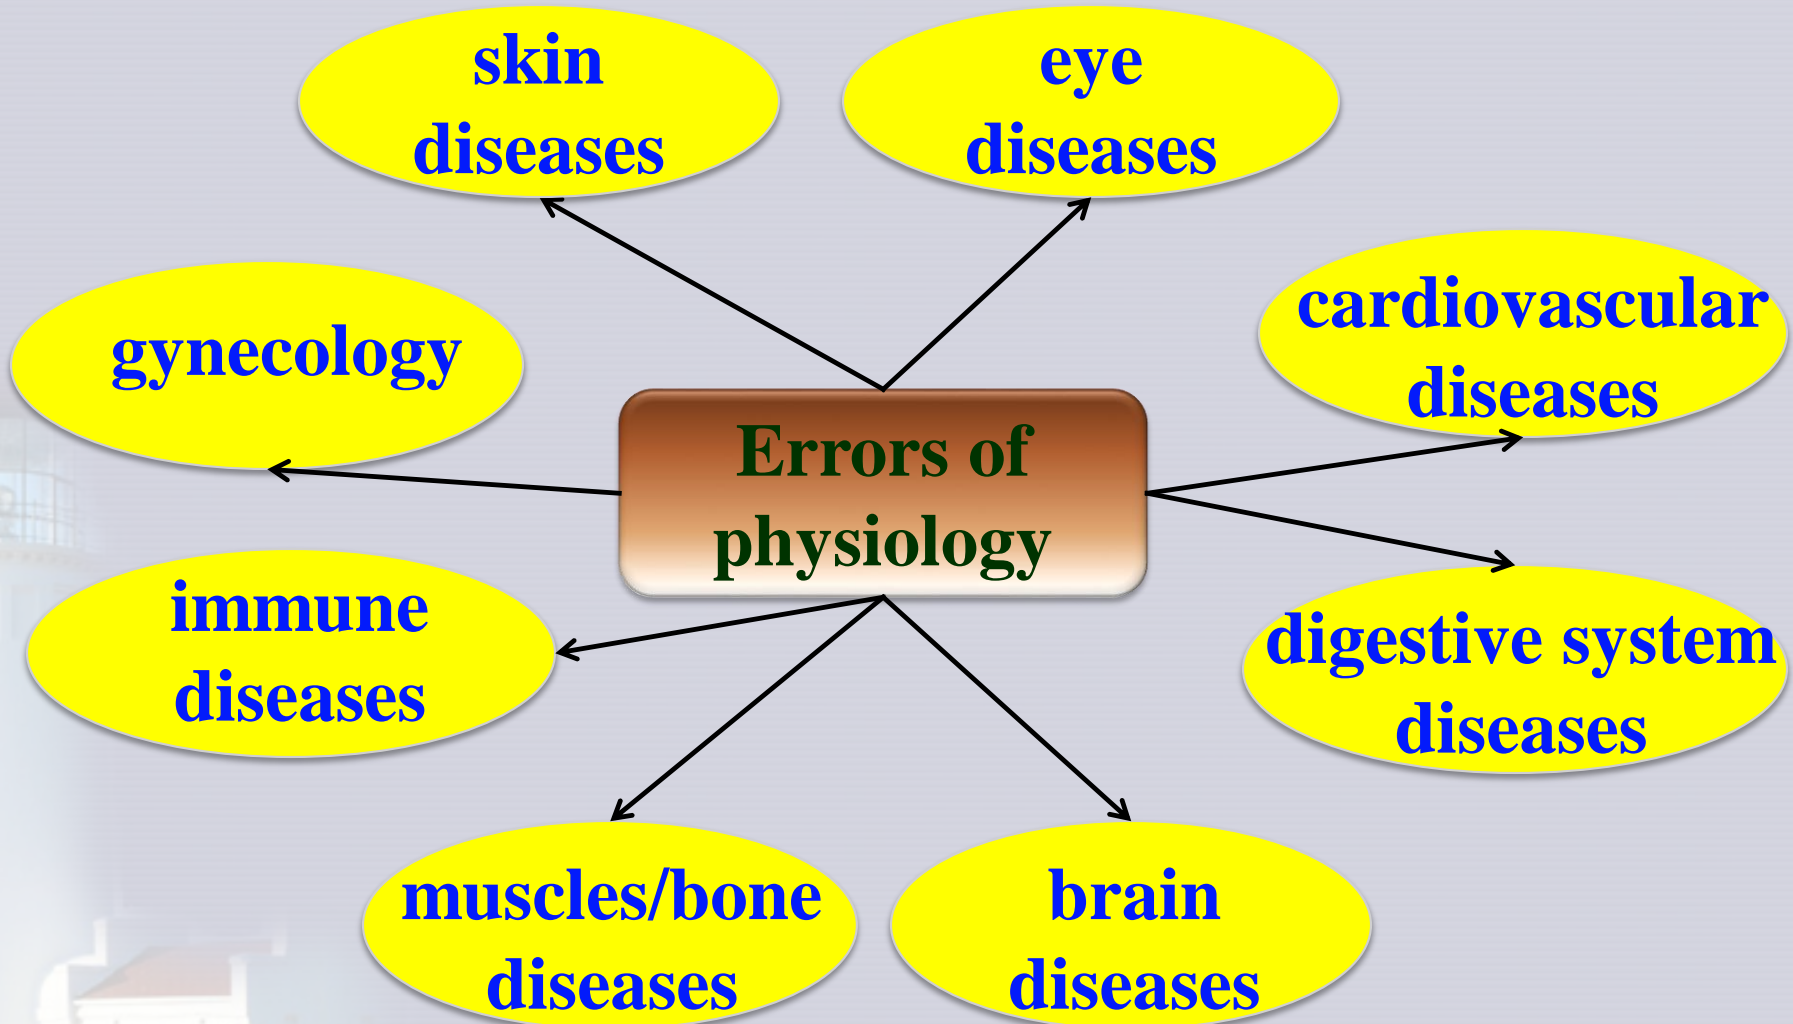 skin
diseases
eye
diseases
gynecology
cardiovascular
diseases
Errors of
physiology
immune
diseases
digestive system
diseases
muscles/bone
diseases
brain
diseases